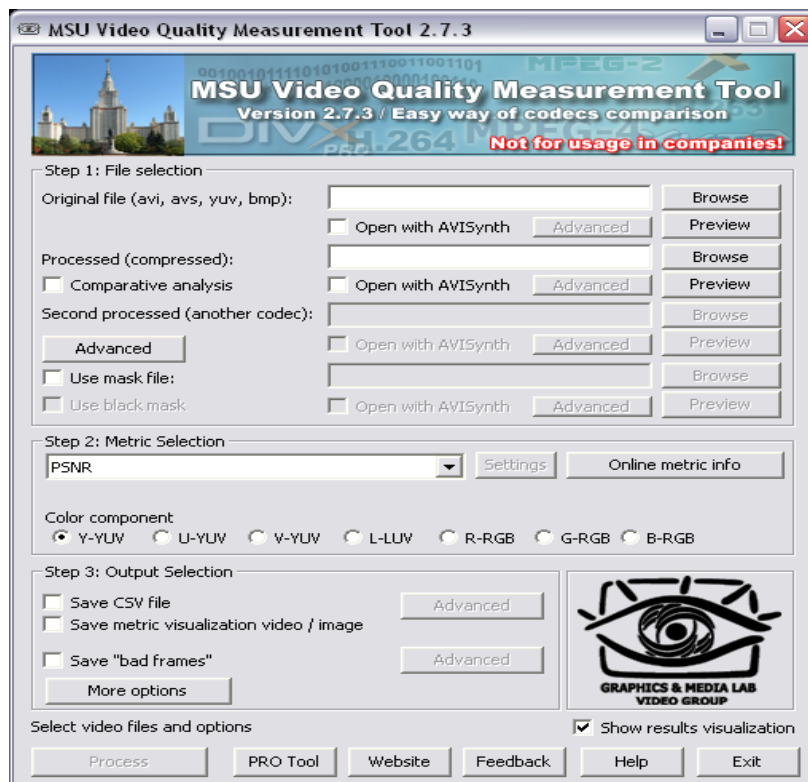 MSU Video Quality Measurement Tool 2.7.3
MPEG-2
MSU Video Quality Measurement Tool
Version 2.7.3 / Easy way of codecs comparison
DIVX PRO H.264 MPEG-4
Not for usage in companies!
Step 1: File selection
Original file (avi, avs, yuv, bmp): Browse
Open with AVISynth Advanced Preview
Processed (compressed): Browse
Comparative analysis Open with AVISynth Advanced Preview
Second processed (another codec): Browse
Advanced Open with AVISynth Advanced Preview
Use mask file: Browse
Use black mask Open with AVISynth Advanced Preview
Step 2: Metric Selection
PSNR Settings Online metric info
Color component
Y-YUV U-YUV V-YUV L-LUV R-RGB G-RGB B-RGB
Step 3: Output Selection
Save CSV file Advanced
Save metric visualization video / image
Save "bad frames" Advanced
More options
GRAPHICS & MEDIA LAB
VIDEO GROUP
Select video files and options Show results visualization
Process PRO Tool Website Feedback Help Exit